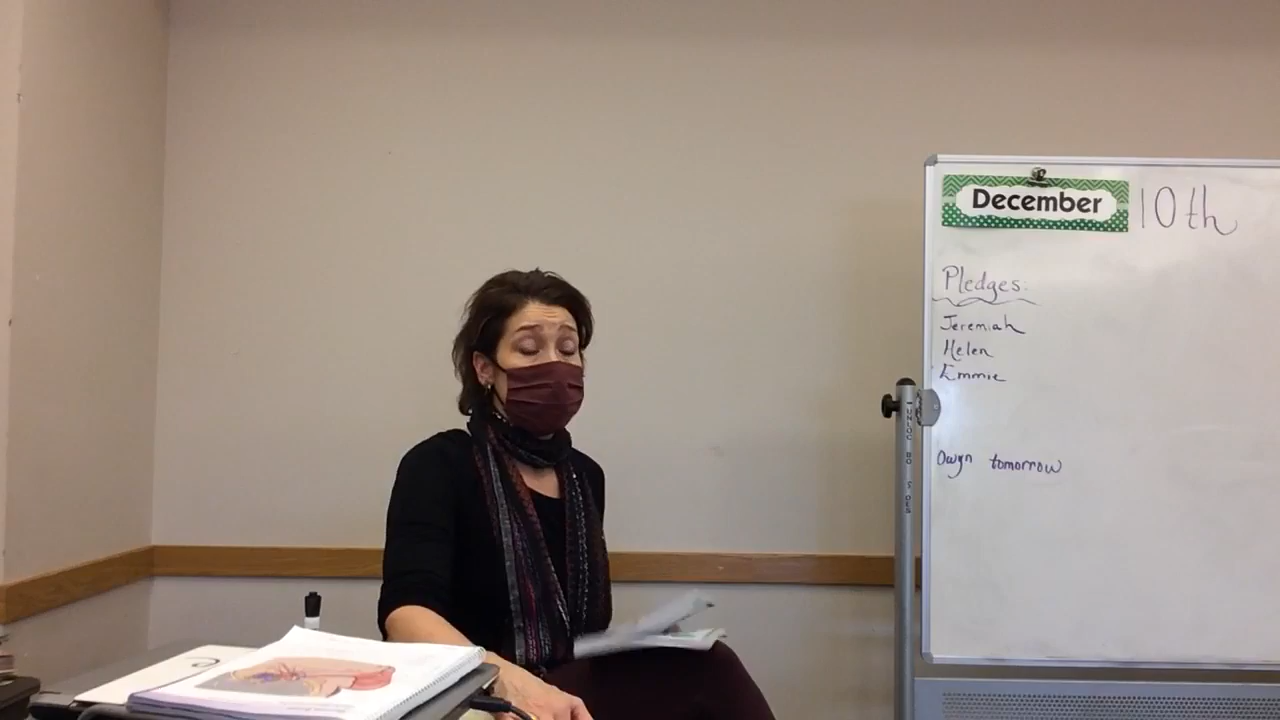 December 10th
Pledges:
Jeremiah
Helen
Emmie
Owyn tomorrow